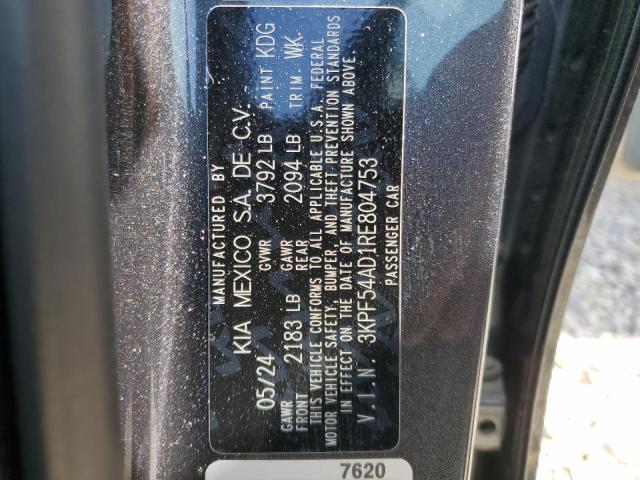 MANUFACTURED BY
KIA MEXICO S.A. DE C.V.
05/24 GVWR 3792 LB PAINT KDG
GAWR FRONT 2183 LB GAWR REAR 2094 LB TRIM. WK.
THIS VEHICLE CONFORMS TO ALL APPLICABLE U.S.A. FEDERAL
MOTOR VEHICLE SAFETY, BUMPER, AND THEFT PREVENTION STANDARDS
IN EFFECT ON THE DATE OF MANUFACTURE SHOWN ABOVE.
V.I.N. 3KPF54AD1RE804753
PASSENGER CAR
7620